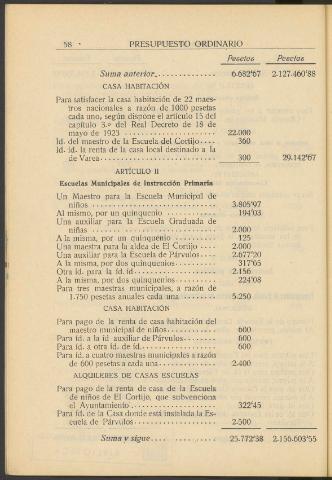 58 PRESUPUESTO ORDINARIO
Pesetas Pesetas
Suma anterior............... 6.682'67 2.127.460'88
CASA HABITACIÓN
Para satisfacer la casa habitación de 22 maes-
tros nacionales a razón de 1000 pesetas
cada uno, según dispone el artículo 15 del
capítulo 3.º del Real Decreto de 18 de
mayo de 1923 ...................... 22.000
Id. del maestro de la Escuela del Cortijo.... 360
Id. id. la renta de la casa local destinado a la
de Varea........................... 300 29.142'67
ARTÍCULO II
Escuelas Municipales de Instrucción Primaria
Un Maestro para la Escuela Municipal de
niños .............................. 3.805'97
Al mismo, por un quinquenio ............ 194'03
Una auxiliar para la Escuela Graduada de
niñas .............................. 2.000
A la misma, por un quinquenio .......... 125
Una maestra para la aldea de El Cortijo .... 2.000
Una auxiliar para la Escuela de Párvulos.... 2.677'20
A la misma, por dos quinquenios.......... 317'65
Otra id. para la id. id .................. 2.156
A la misma, por dos quinquenios ......... 224'08
Para tres maestras municipales, a razón de
1.750 pesetas anuales cada una ......... 5.250
CASA HABITACIÓN
Para pago de la renta de casa habitación del
maestro municipal de niños............ 600
Para id. a la id auxiliar de Párvulos....... 600
Para id. a otra id. de id................. 600
Para id. a cuatro maestras municipales a razón
de 600 pesetas a cada una.............. 2.400
ALQUILERES DE CASAS ESCUELAS
Para pago de la renta de casa de la Escuela
de niños de El Cortijo, que subvenciona
el Ayuntamiento .................... 322'45
Para id. de la Casa donde está instalada la Es-
cuela de Párvulos.................... 2.500
Suma y sigue................ 25.772'38 2.156.603'55